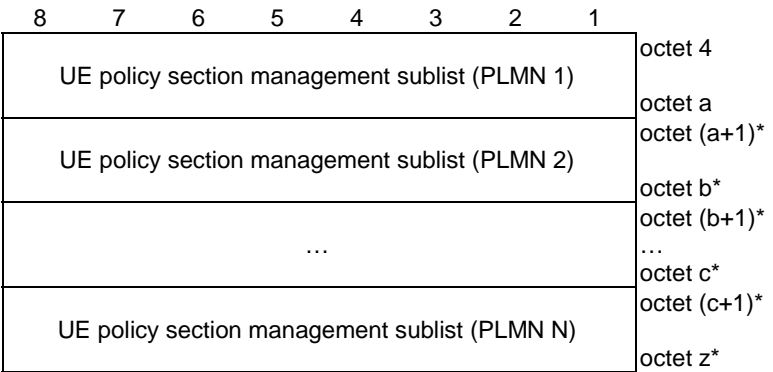 8 7 6 5 4 3 2 1
octet 4
UE policy section management sublist (PLMN 1)
octet a
octet (a+1)*
UE policy section management sublist (PLMN 2)
octet b*
octet (b+1)*
… …
octet c*
octet (c+1)*
UE policy section management sublist (PLMN N)
octet z*